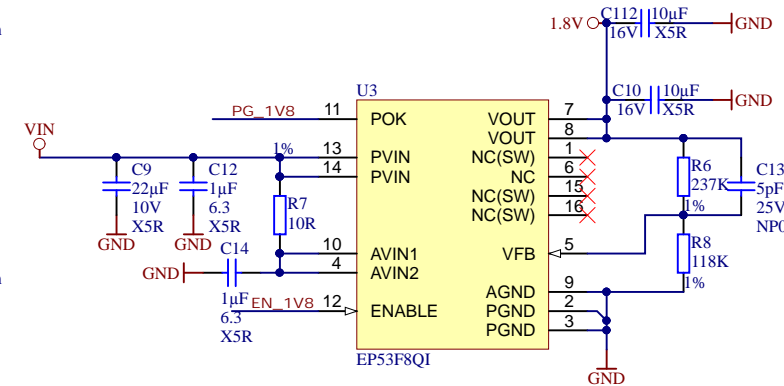 C112 10µF
1.8V 16V X5R GND
C10 10µF
16V X5R GND
U3
PG_1V8 11 POK VOUT 7
VOUT 8
VIN
1%
13 PVIN NC(SW) 1
14 PVIN NC 6
NC(SW) 15
NC(SW) 16
C9
22µF
10V
X5R
GND
C12
1µF
6.3
X5R
GND
R7
10R
R6
237K
1%
C13
5pF
25V
NP0
R8
118K
1%
10 AVIN1 VFB 5
4 AVIN2
GND
C14
1µF
6.3
X5R
EN_1V8 12 ENABLE
AGND 9
PGND 2
PGND 3
EP53F8QI
GND